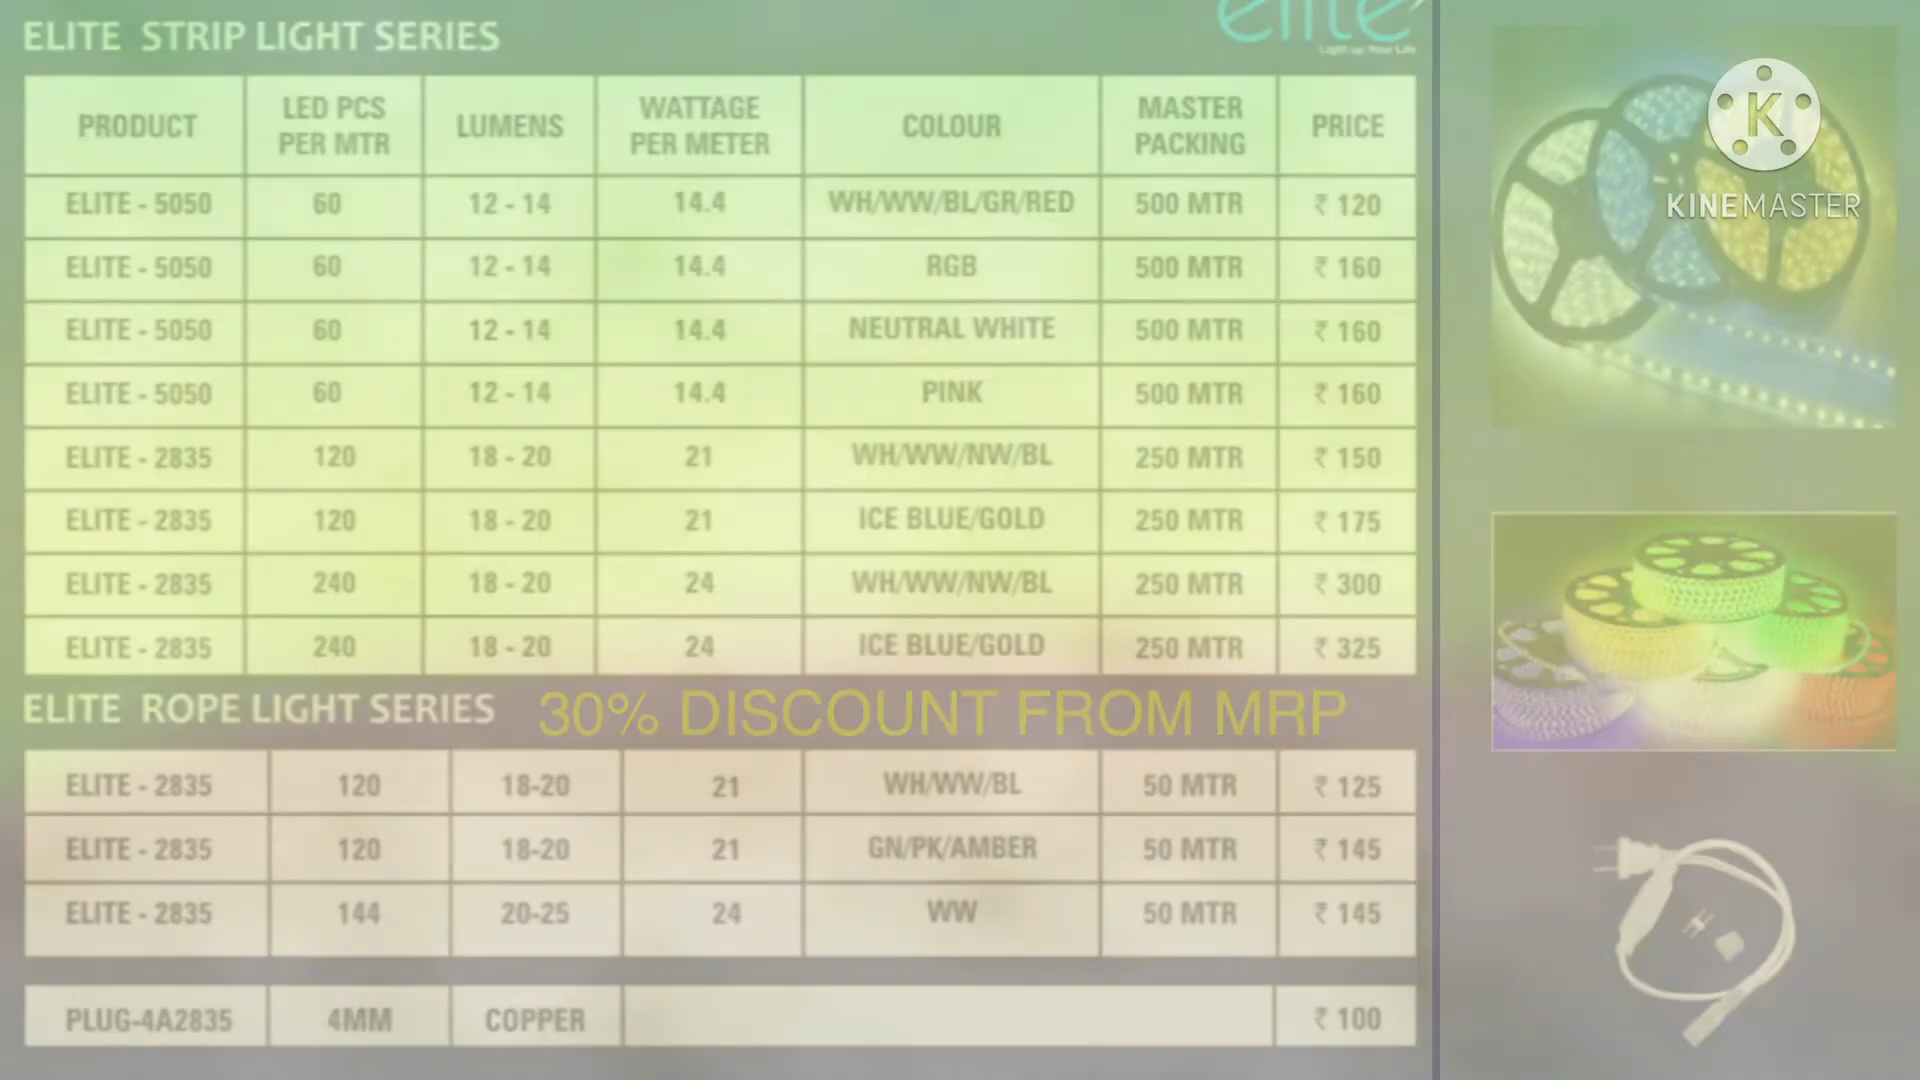 elite
Light up Your Life
ELITE STRIP LIGHT SERIES
PRODUCT LED PCS PER MTR LUMENS WATTAGE PER METER COLOUR MASTER PACKING PRICE
ELITE - 5050 60 12 - 14 14.4 WH/WW/BL/GR/RED 500 MTR ₹ 120
ELITE - 5050 60 12 - 14 14.4 RGB 500 MTR ₹ 160
ELITE - 5050 60 12 - 14 14.4 NEUTRAL WHITE 500 MTR ₹ 160
ELITE - 5050 60 12 - 14 14.4 PINK 500 MTR ₹ 160
ELITE - 2835 120 18 - 20 21 WH/WW/NW/BL 250 MTR ₹ 150
ELITE - 2835 120 18 - 20 21 ICE BLUE/GOLD 250 MTR ₹ 175
ELITE - 2835 240 18 - 20 24 WH/WW/NW/BL 250 MTR ₹ 300
ELITE - 2835 240 18 - 20 24 ICE BLUE/GOLD 250 MTR ₹ 325
ELITE ROPE LIGHT SERIES 30% DISCOUNT FROM MRP
ELITE - 2835 120 18-20 21 WH/WW/BL 50 MTR ₹ 125
ELITE - 2835 120 18-20 21 GN/PK/AMBER 50 MTR ₹ 145
ELITE - 2835 144 20-25 24 WW 50 MTR ₹ 145
PLUG-4A2835 4MM COPPER ₹ 100
K
KINEMASTER